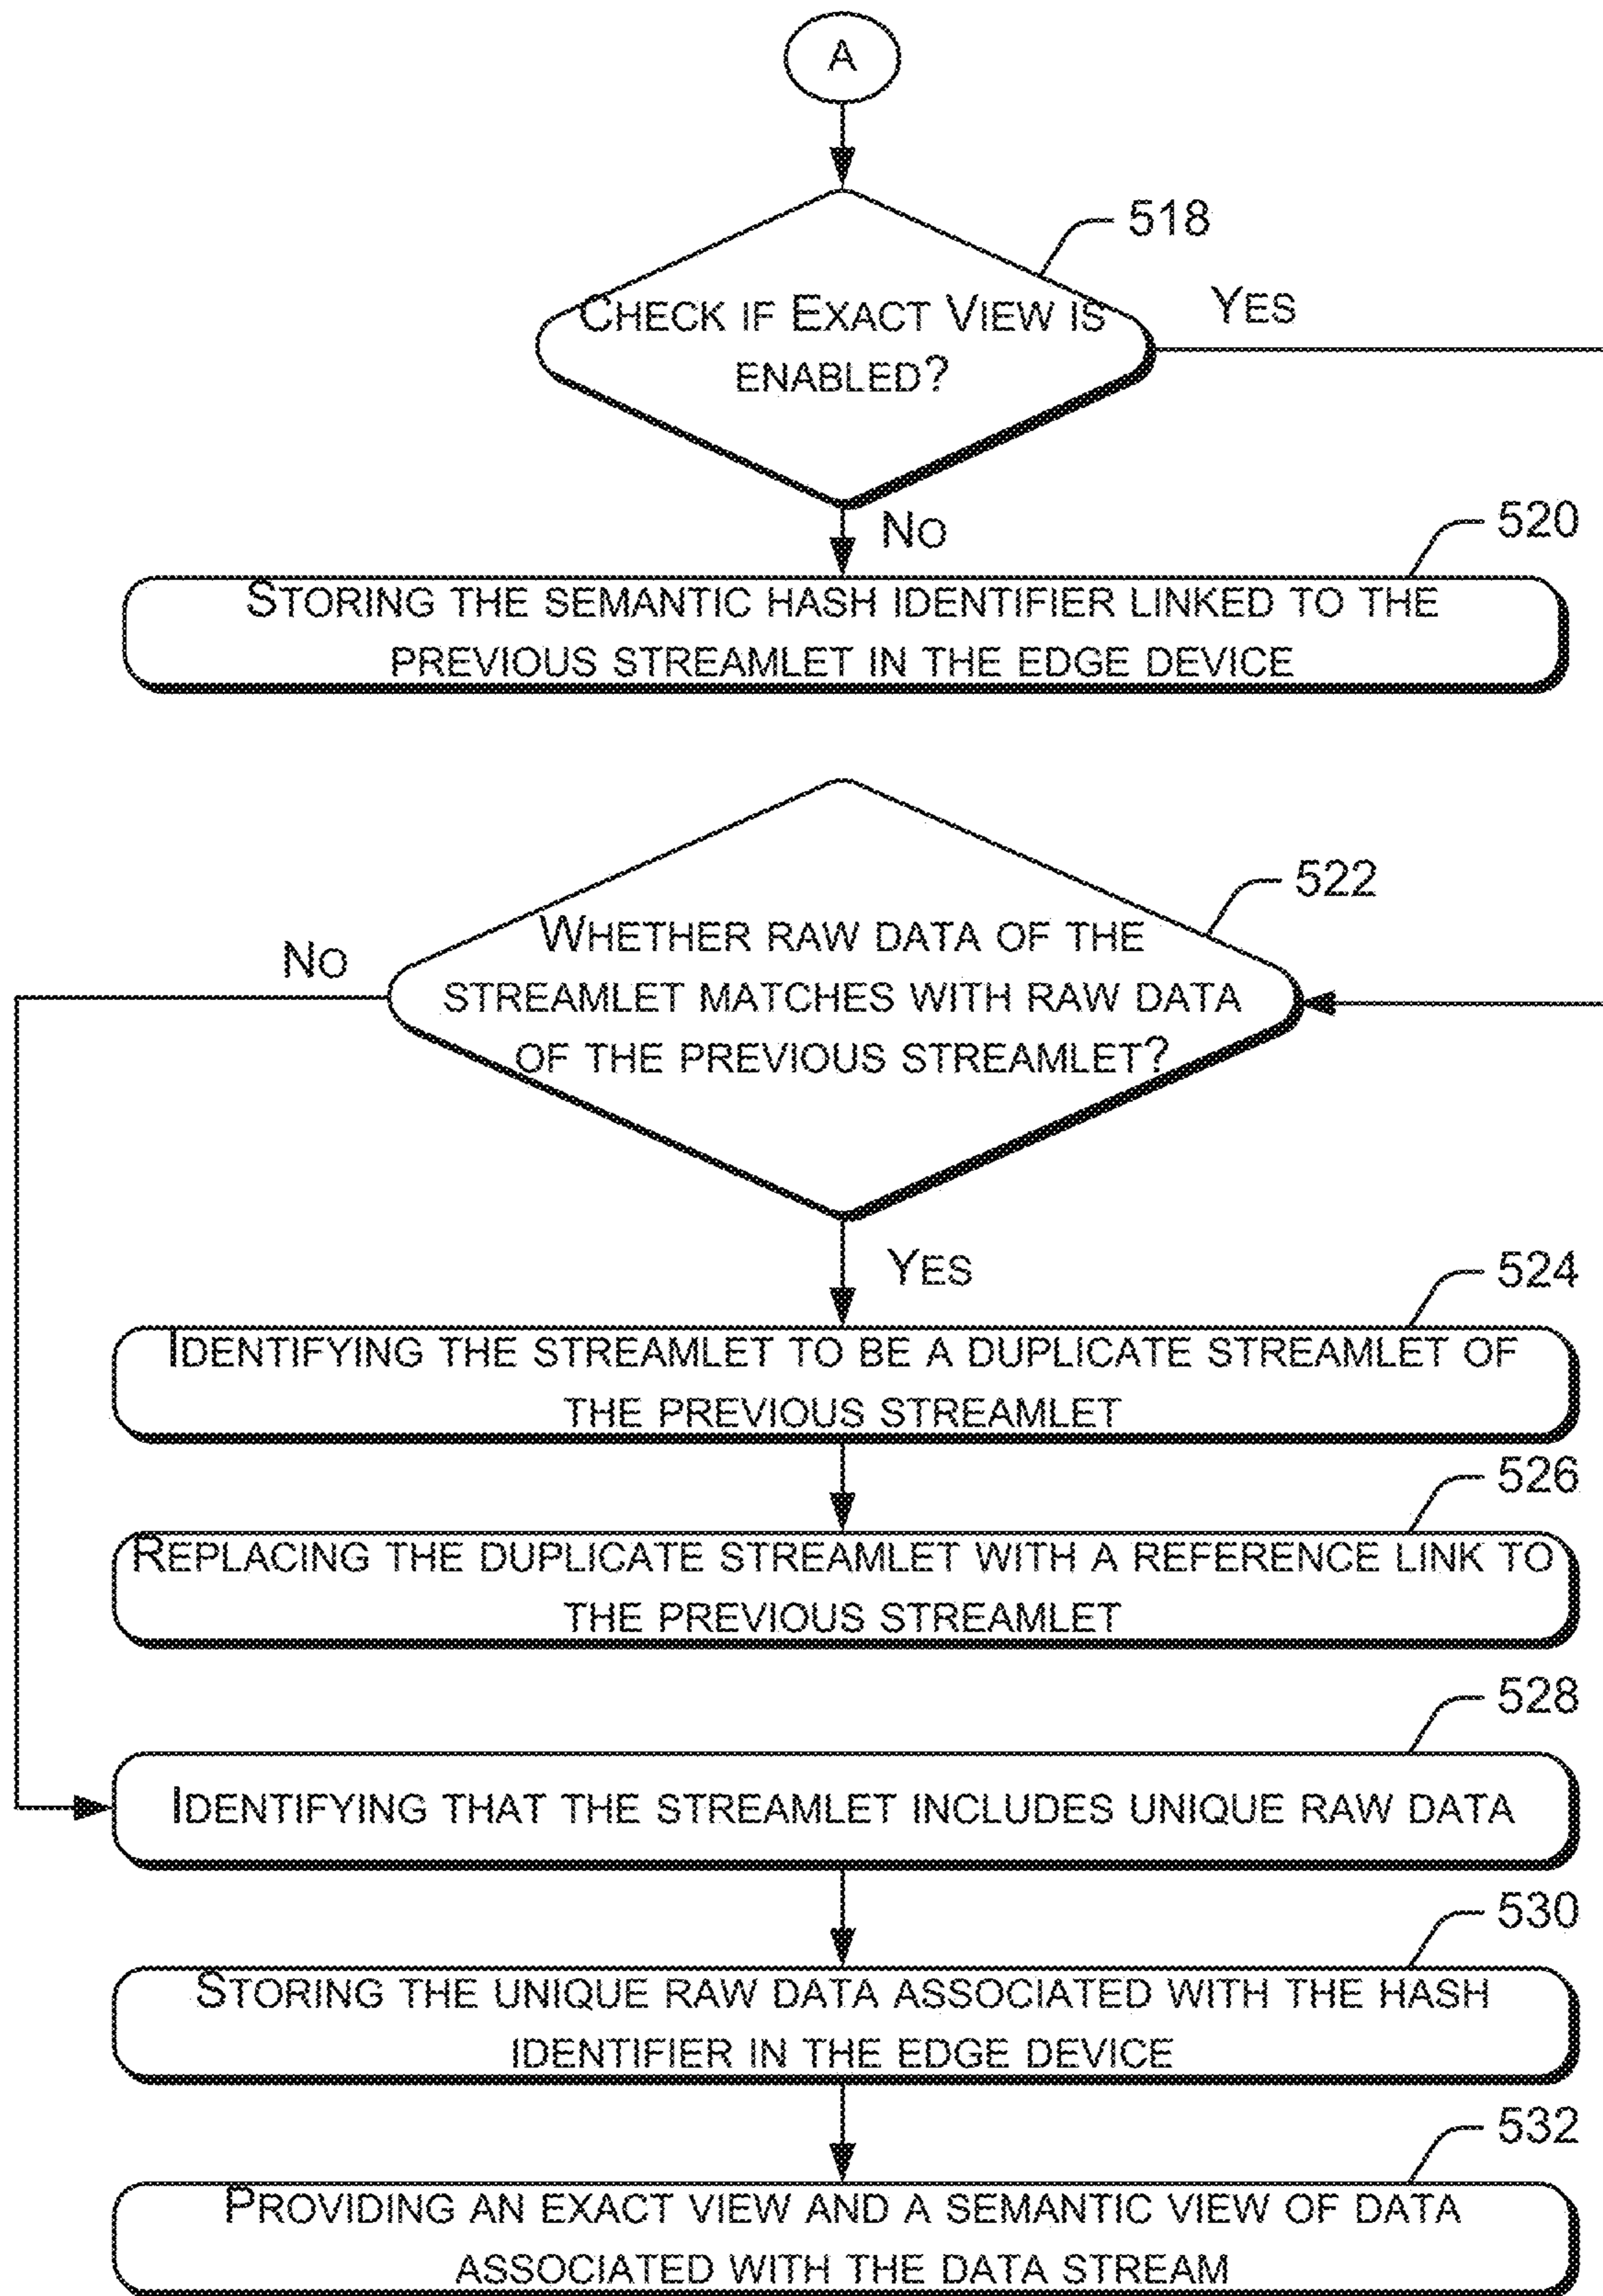 A
518
CHECK IF EXACT VIEW IS
ENABLED?
YES
NO
520
STORING THE SEMANTIC HASH IDENTIFIER LINKED TO THE
PREVIOUS STREAMLET IN THE EDGE DEVICE
522
WHETHER RAW DATA OF THE
STREAMLET MATCHES WITH RAW DATA
OF THE PREVIOUS STREAMLET?
NO
YES
524
IDENTIFYING THE STREAMLET TO BE A DUPLICATE STREAMLET OF
THE PREVIOUS STREAMLET
526
REPLACING THE DUPLICATE STREAMLET WITH A REFERENCE LINK TO
THE PREVIOUS STREAMLET
528
IDENTIFYING THAT THE STREAMLET INCLUDES UNIQUE RAW DATA
530
STORING THE UNIQUE RAW DATA ASSOCIATED WITH THE HASH
IDENTIFIER IN THE EDGE DEVICE
532
PROVIDING AN EXACT VIEW AND A SEMANTIC VIEW OF DATA
ASSOCIATED WITH THE DATA STREAM